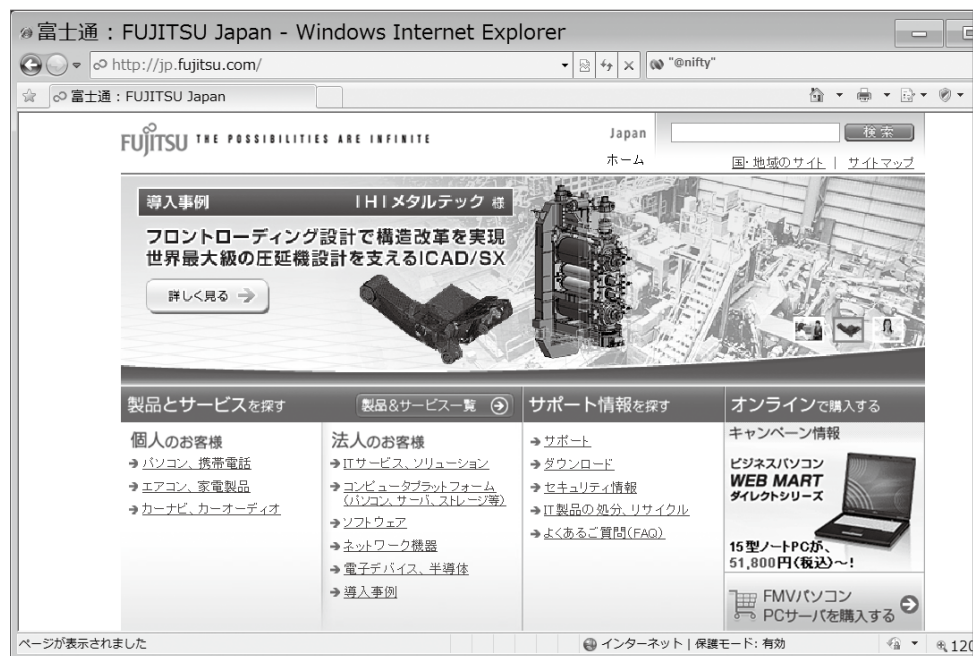 富士通 : FUJITSU Japan - Windows Internet Explorer
http://jp.fujitsu.com/
"@nifty"
富士通 : FUJITSU Japan
FUJITSU THE POSSIBILITIES ARE INFINITE
Japan
検索
ホーム
国・地域のサイト | サイトマップ
導入事例 IHIメタルテック 様
フロントローディング設計で構造改革を実現
世界最大級の圧延機設計を支えるICAD/SX
詳しく見る
製品とサービスを探す
製品&サービス一覧
個人のお客様
パソコン、携帯電話
エアコン、家電製品
カーナビ、カーオーディオ
法人のお客様
ITサービス、ソリューション
コンピュータプラットフォーム
(パソコン、サーバ、ストレージ等)
ソフトウェア
ネットワーク機器
電子デバイス、半導体
導入事例
サポート情報を探す
サポート
ダウンロード
セキュリティ情報
IT製品の処分、リサイクル
よくあるご質問(FAQ)
オンラインで購入する
キャンペーン情報
ビジネスパソコン
WEB MART
ダイレクトシリーズ
15型ノートPCが、
51,800円(税込)〜!
FMVパソコン
PCサーバを購入する
ページが表示されました
インターネット | 保護モード: 有効
120